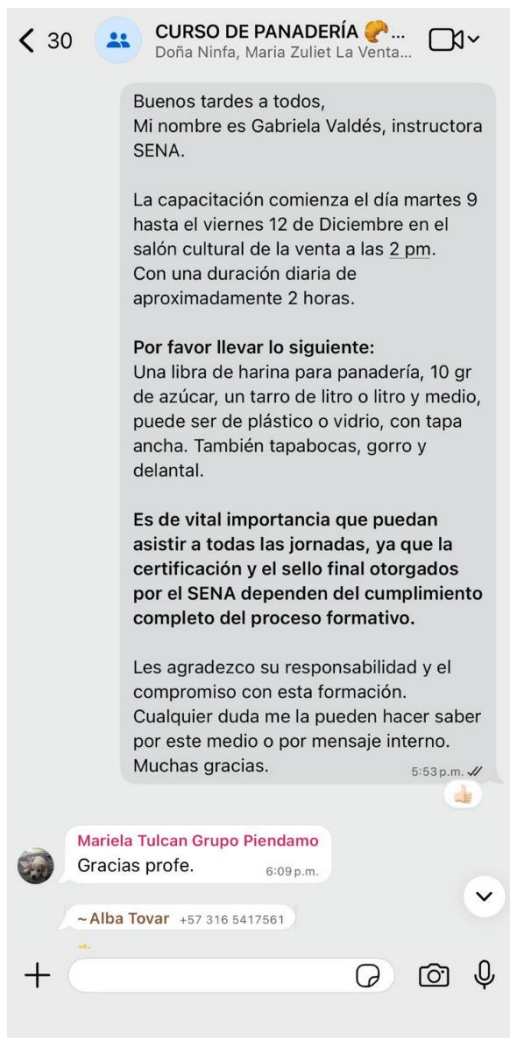 30
CURSO DE PANADERÍA 🥐 ...
Doña Ninfa, Maria Zuliet La Venta...
Buenos tardes a todos,
Mi nombre es Gabriela Valdés, instructora
SENA.
La capacitación comienza el día martes 9
hasta el viernes 12 de Diciembre en el
salón cultural de la venta a las 2 pm.
Con una duración diaria de
aproximadamente 2 horas.
Por favor llevar lo siguiente:
Una libra de harina para panadería, 10 gr
de azúcar, un tarro de litro o litro y medio,
puede ser de plástico o vidrio, con tapa
ancha. También tapabocas, gorro y
delantal.
Es de vital importancia que puedan
asistir a todas las jornadas, ya que la
certificación y el sello final otorgados
por el SENA dependen del cumplimiento
completo del proceso formativo.
Les agradezco su responsabilidad y el
compromiso con esta formación.
Cualquier duda me la pueden hacer saber
por este medio o por mensaje interno.
Muchas gracias.
5:53 p.m.
Mariela Tulcan Grupo Piendamo
Gracias profe.
6:09 p.m.
~Alba Tovar +57 316 5417561